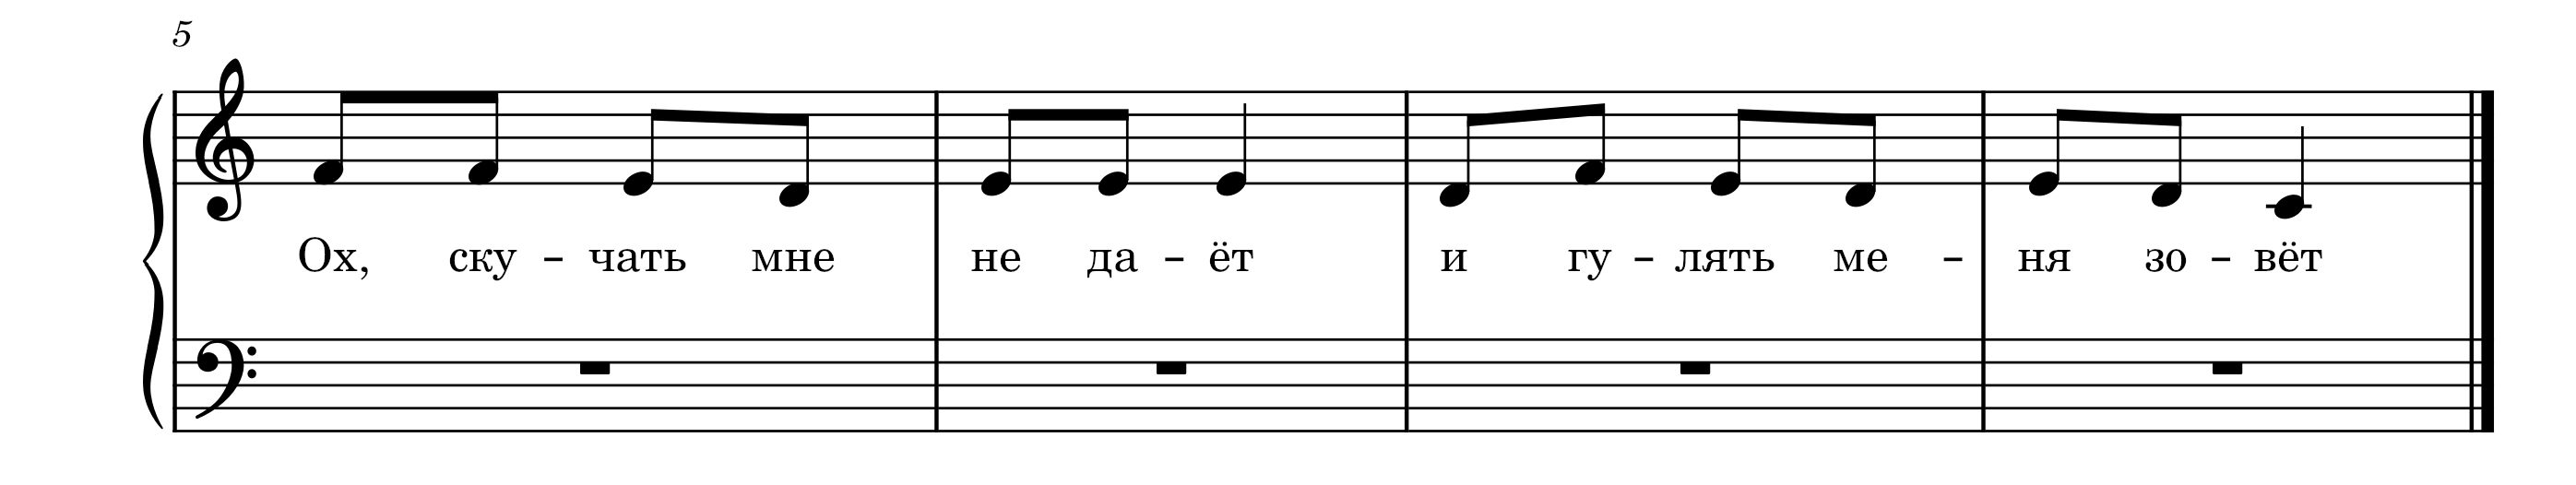 5
Ох, ску – чать мне не да – ёт и гу – лять ме – ня зо – вёт